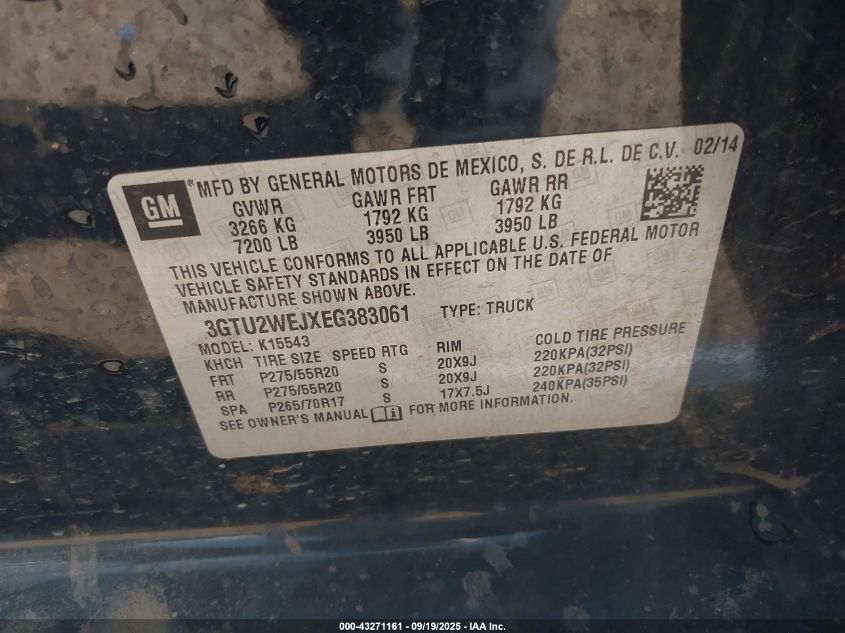 GM ® MFD BY GENERAL MOTORS DE MEXICO, S. DE R.L. DE C.V. 02/14
GVWR GAWR FRT GAWR RR
3266 KG 1792 KG 1792 KG
7200 LB 3950 LB 3950 LB
THIS VEHICLE CONFORMS TO ALL APPLICABLE U.S. FEDERAL MOTOR
VEHICLE SAFETY STANDARDS IN EFFECT ON THE DATE OF
MANUFACTURE SHOWN ABOVE.
3GTU2WEJXEG383061 TYPE: TRUCK
MODEL: K15543
KHCH TIRE SIZE SPEED RTG RIM COLD TIRE PRESSURE
FRT P275/55R20 S 20X9J 220KPA(32PSI)
RR P275/55R20 S 20X9J 220KPA(32PSI)
SPA P265/70R17 S 17X7.5J 240KPA(35PSI)
SEE OWNER'S MANUAL FOR MORE INFORMATION.
000-43271161 - 09/19/2025 - IAA Inc.